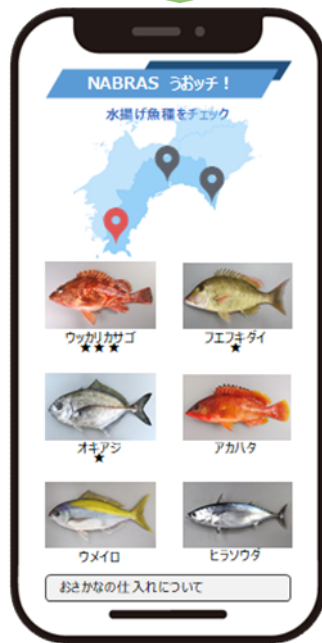 NABRAS うおッチ！
水揚げ魚種をチェック
ウッカリカサゴ
★★★
フエフキダイ
★
オキアジ
★
アカハタ
ウメイロ
ヒラソウダ
おさかなの仕入れについて